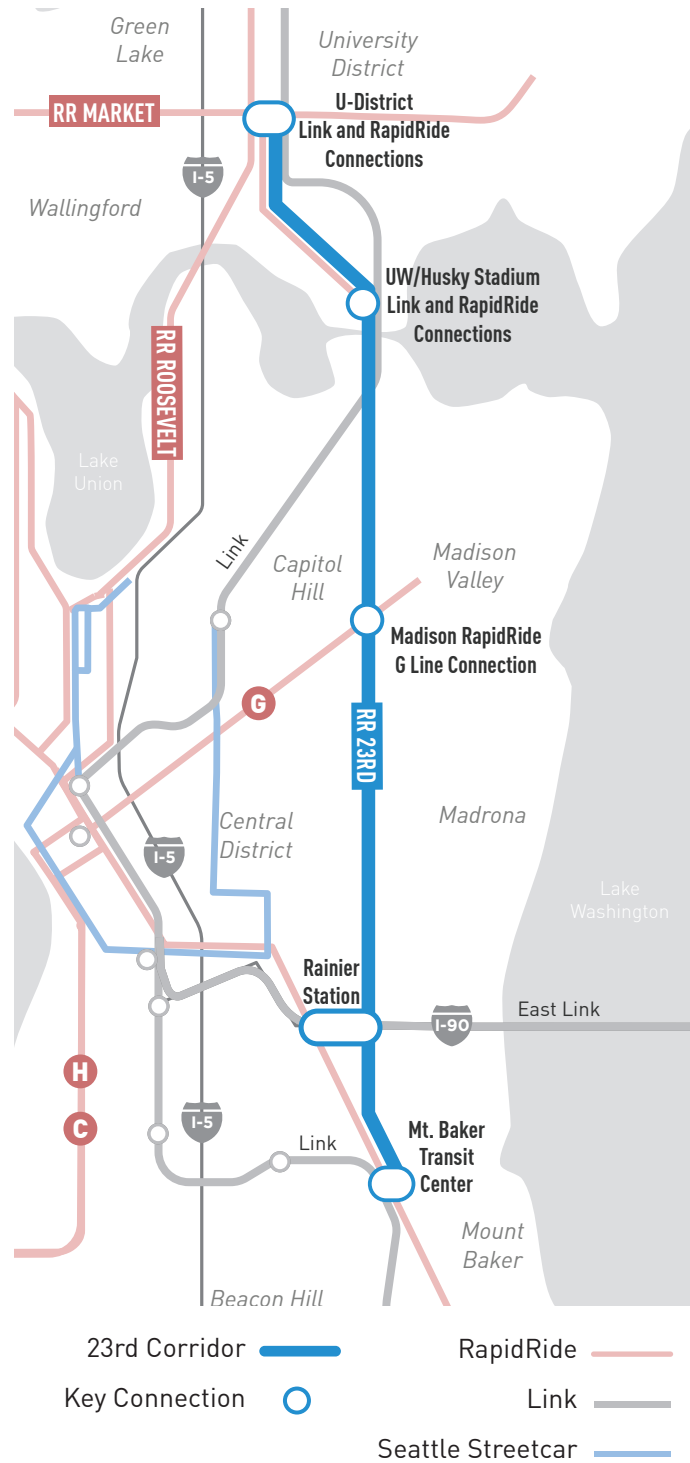 Green
Lake
University
District
U-District
Link and RapidRide
Connections
RR MARKET
I-5
Wallingford
UW/Husky Stadium
Link and RapidRide
Connections
RR ROOSEVELT
Lake
Union
Link
Capitol
Hill
Madison
Valley
Madison RapidRide
G Line Connection
G
RR 23RD
Central
District
Madrona
I-5
Lake
Washington
Rainier
Station
East Link
I-90
H
C
I-5
Link
Mt. Baker
Transit
Center
Mount
Baker
Beacon Hill
23rd Corridor
RapidRide
Key Connection
Link
Seattle Streetcar